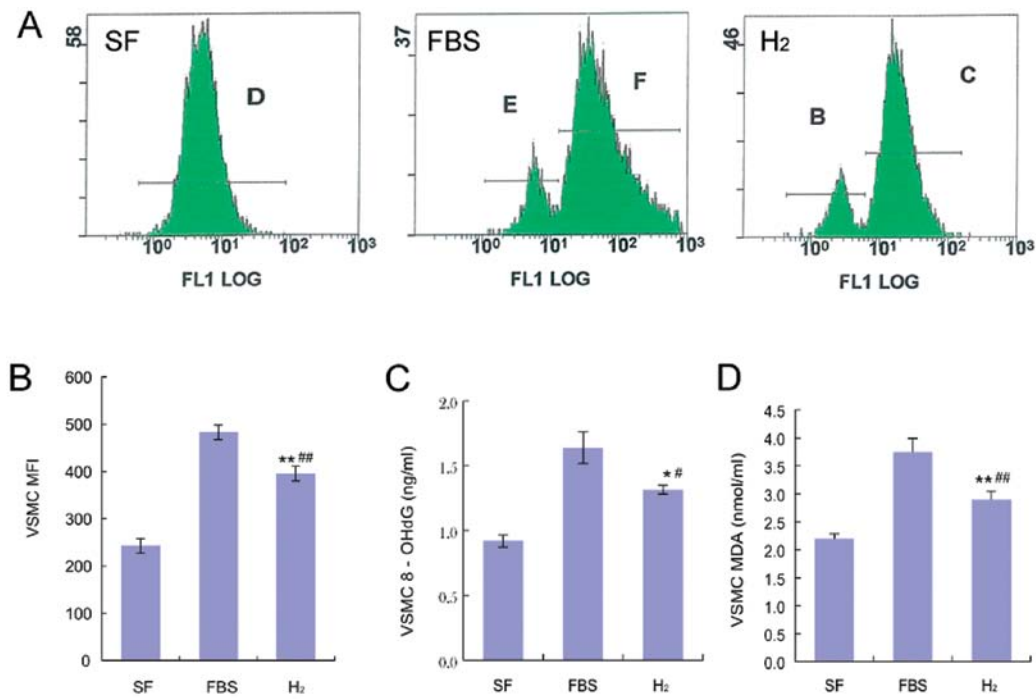 A
58
SF
D
10⁰ 10¹ 10² 10³
FL1 LOG
37
FBS
E
F
10⁰ 10¹ 10² 10³
FL1 LOG
46
H₂
B
C
10⁰ 10¹ 10² 10³
FL1 LOG
B
VSMC MFI
600
500
400
300
200
100
0
** ##
SF FBS H₂
C
VSMC 8 - OHdG (ng/ml)
2.0
1.5
1.0
0.5
0.0
* #
SF FBS H₂
D
VSMC MDA (nmol/ml)
4.5
4.0
3.5
3.0
2.5
2.0
1.5
1.0
0.5
0.0
** ##
SF FBS H₂